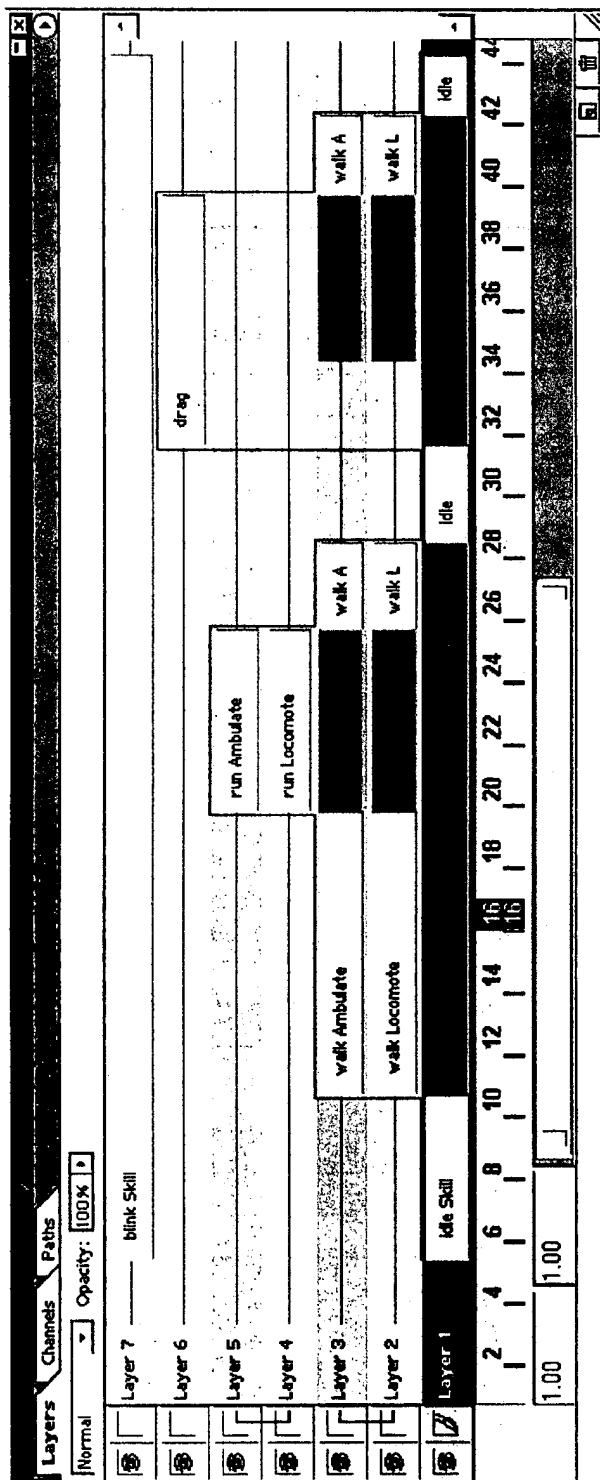 Layers Channels Paths
Normal Opacity: 100%
Layer 7 blink Skill
Layer 6 drag
Layer 5 run Ambulate
Layer 4 run Locomote
Layer 3 walk Ambulate walk A walk A
Layer 2 walk Locomote walk L walk L
Layer 1 idle Skill idle idle
2 4 6 8 10 12 14 16 18 20 22 24 26 28 30 32 34 36 38 40 42 44
16
1.00 1.00